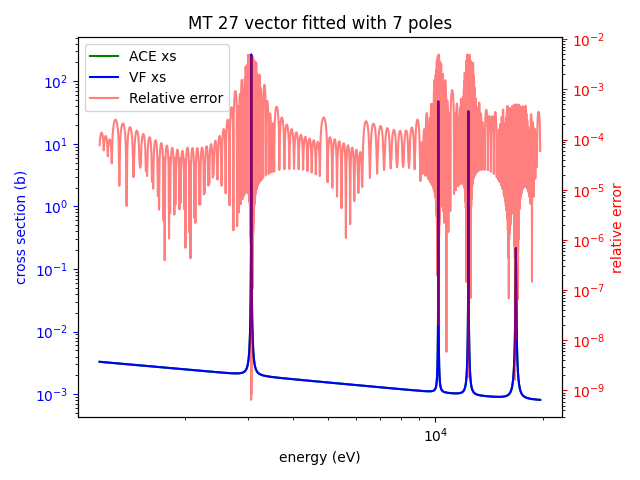 MT 27 vector fitted with 7 poles
ACE xs
VF xs
Relative error
cross section (b)
10²
10¹
10⁰
10⁻¹
10⁻²
10⁻³
10⁻²
10⁻³
10⁻⁴
10⁻⁵
10⁻⁶
10⁻⁷
10⁻⁸
10⁻⁹
relative error
10⁴
energy (eV)